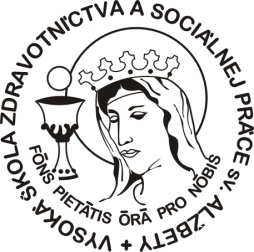 VYSOKÁ ŠKOLA ZDRAVOTNÍCTVA A SOCIÁLNEJ PRÁCE SV. ALŽBETY +
FŌNS PIETĀTIS ŌRĀ PRO NŌBĪS